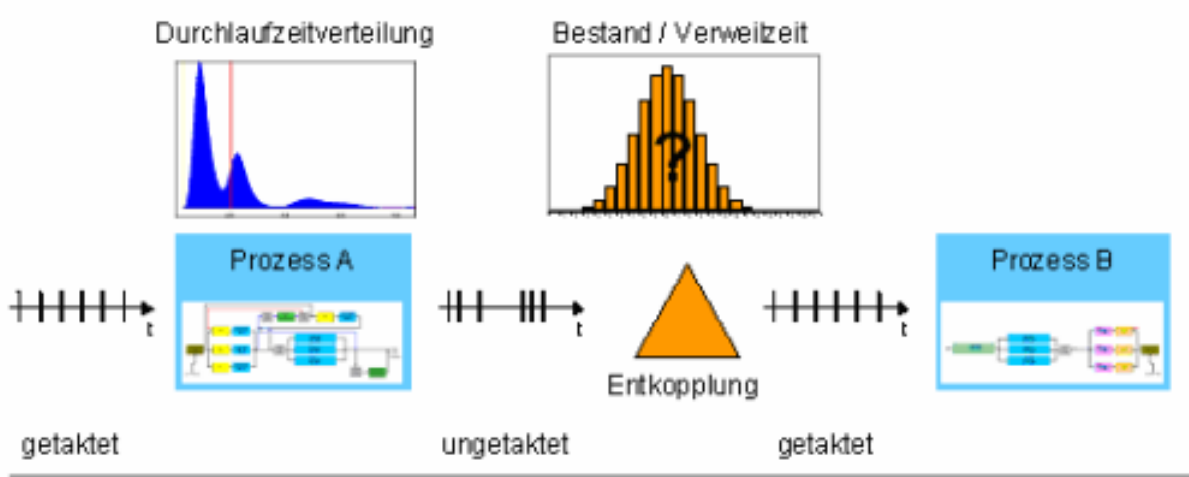 Durchlaufzeitverteilung
Bestand / Verweilzeit
?
Prozess A
Prozess B
t
t
t
Entkopplung
getaktet
ungetaktet
getaktet